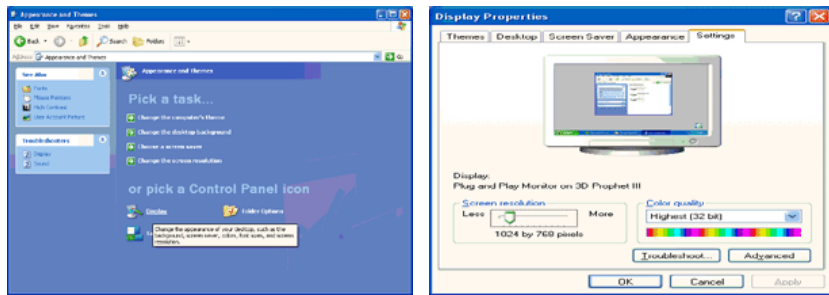 Appearance and Themes
File Edit View Favorites Tools Help
Back Search Folders
Address Appearance and Themes Go
See Also
Fonts
Mouse Pointers
High Contrast
User Account Picture
Troubleshooters
Display
Sound
Appearance and Themes
Pick a task...
Change the computer's theme
Change the desktop background
Choose a screen saver
Change the screen resolution
or pick a Control Panel icon
Display Folder Options
Change the appearance of your desktop, such as the
background, screen saver, colors, font sizes, and screen
resolution.
Display Properties
Themes Desktop Screen Saver Appearance Settings
Display:
Plug and Play Monitor on 3D Prophet III
Screen resolution
Less More
1024 by 768 pixels
Color quality
Highest (32 bit)
Troubleshoot... Advanced
OK Cancel Apply